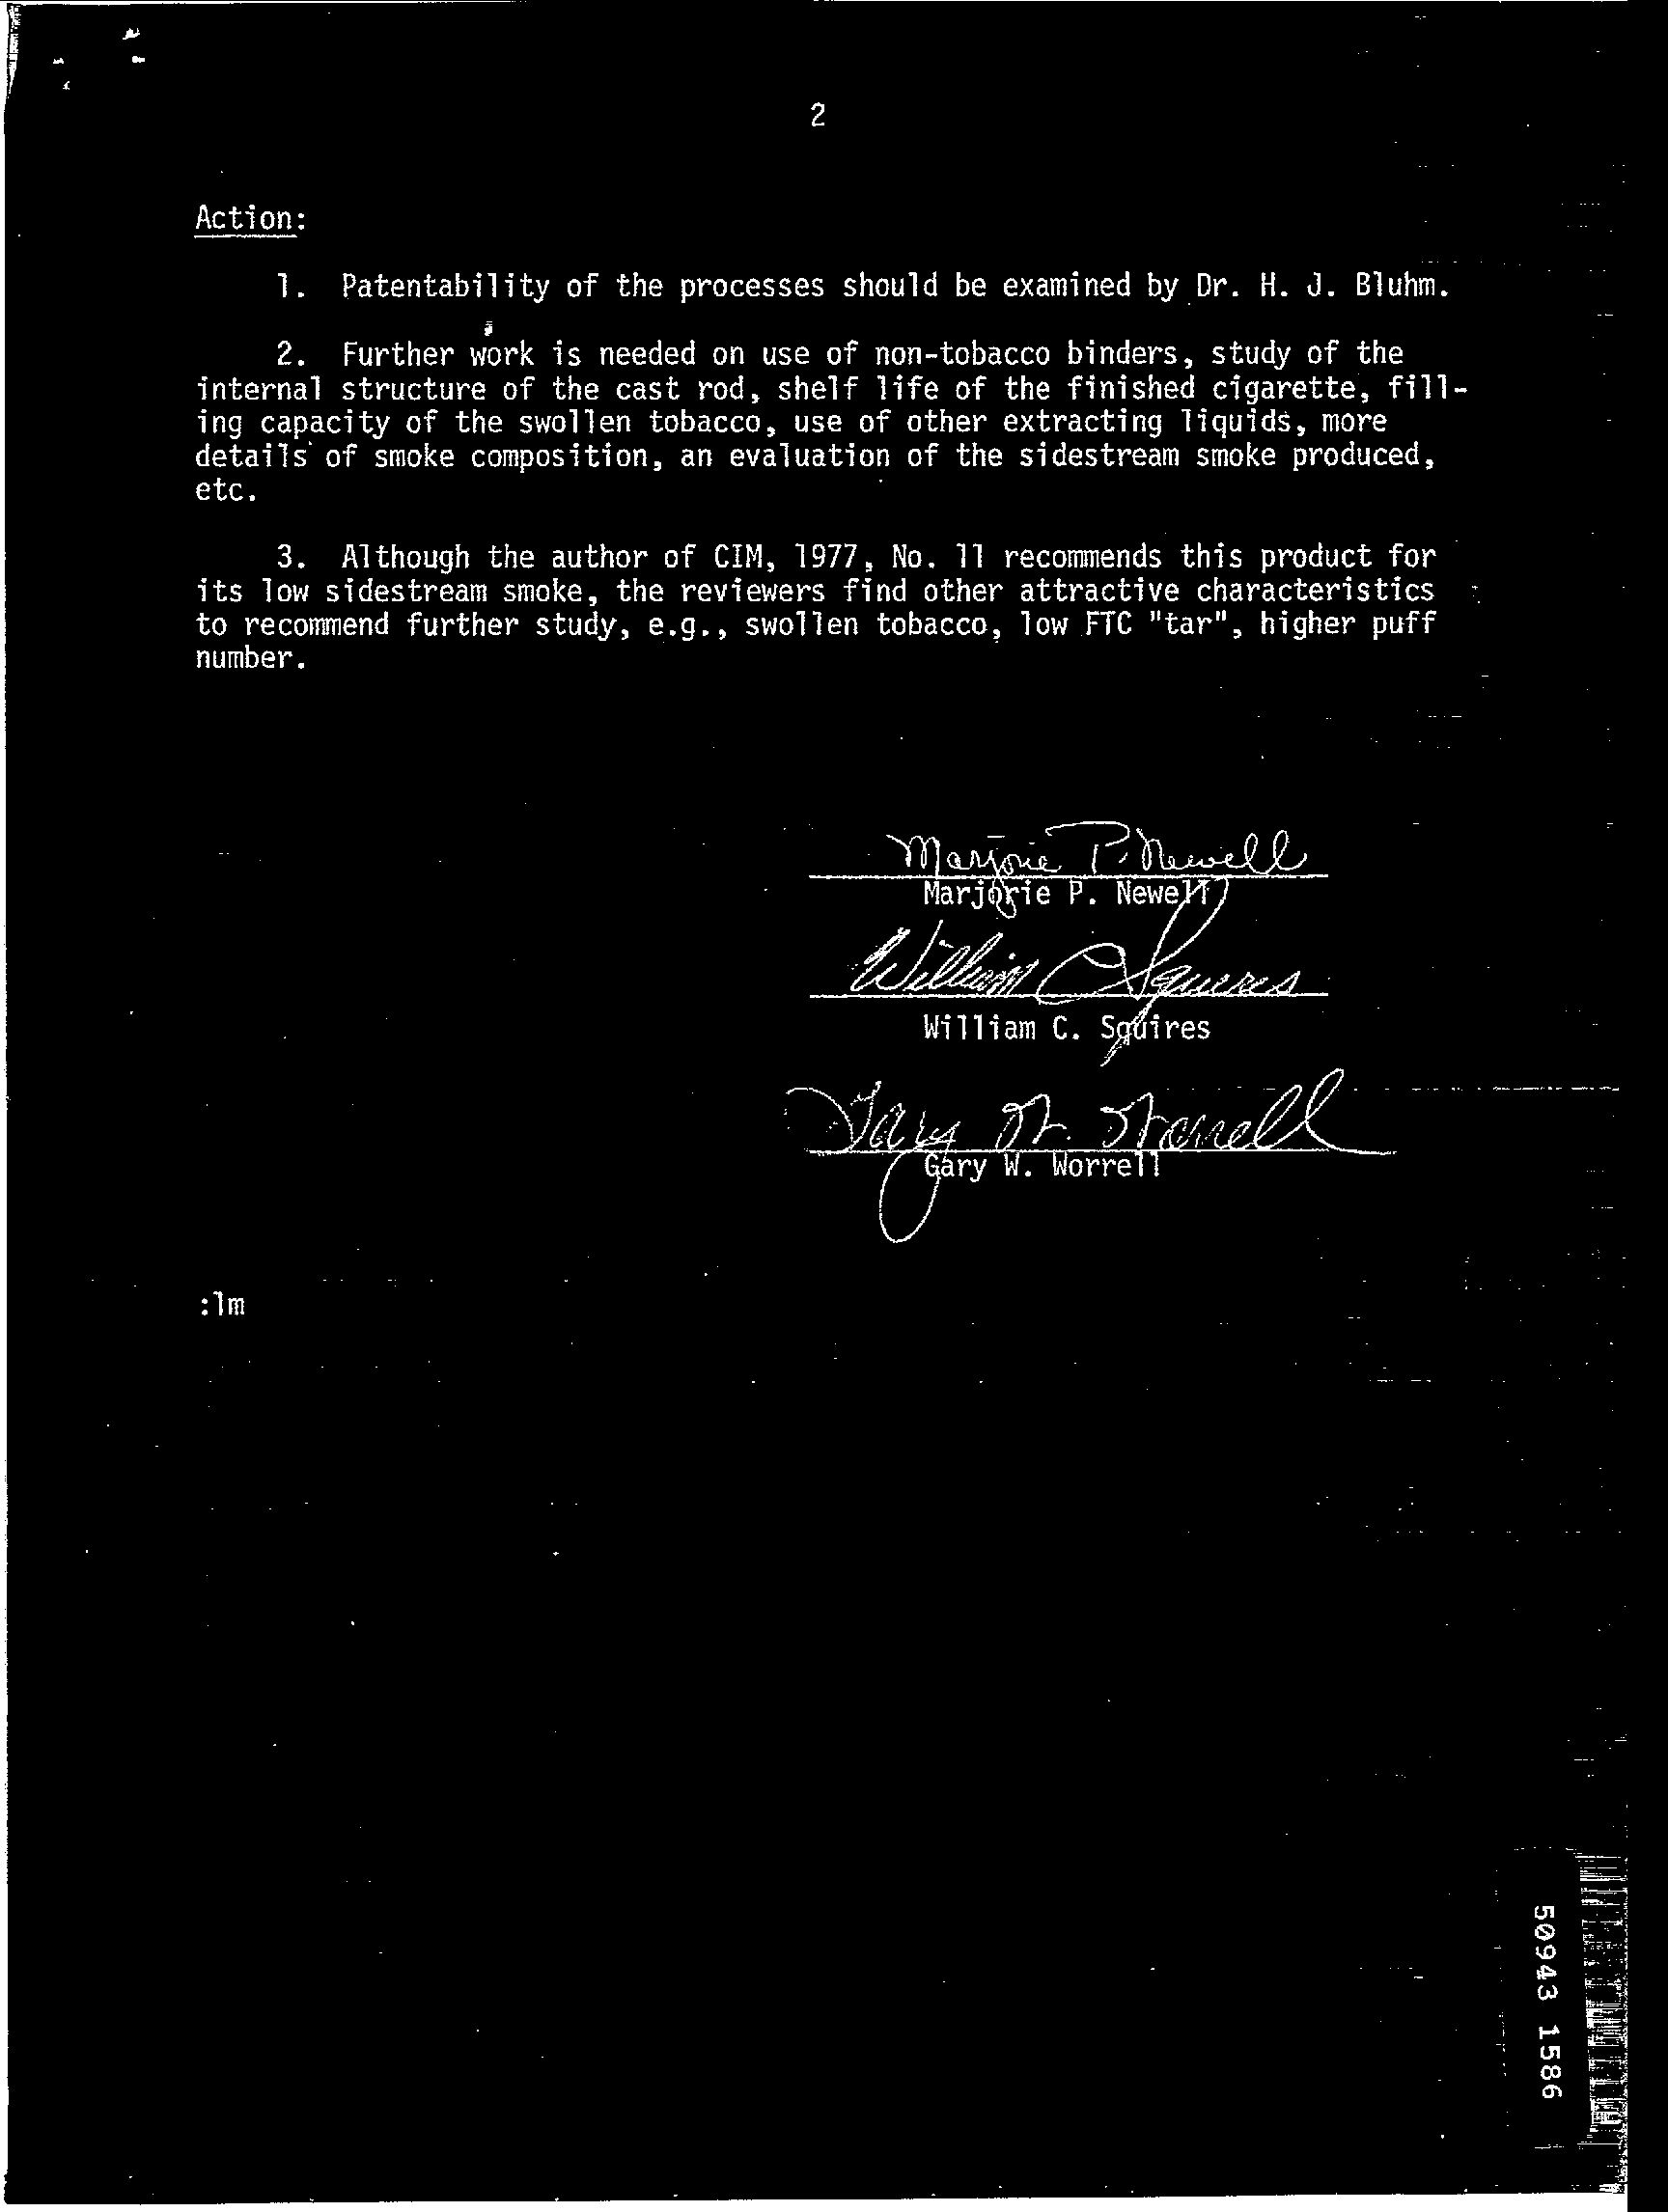 2
Action:
1. Patentability of the processes should be examined by Dr. H. J. Bluhm.
2. Further work is needed on use of non-tobacco binders, study of the
internal structure of the cast rod, shelf life of the finished cigarette, fill-
ing capacity of the swollen tobacco, use of other extracting liquids, more
details of smoke composition, an evaluation of the sidestream smoke produced,
etc.
3. Although the author of CIM, 1977, No. 11 recommends this product for
its low sidestream smoke, the reviewers find other attractive characteristics
to recommend further study, e.g., swollen tobacco, low FTC "tar", higher puff
number.
Marjorie P. Newell
Marjorie P. Newell
William C Squires
William C. Squires
Gary W. Worrell
Gary W. Worrell
:lm
50943 1586